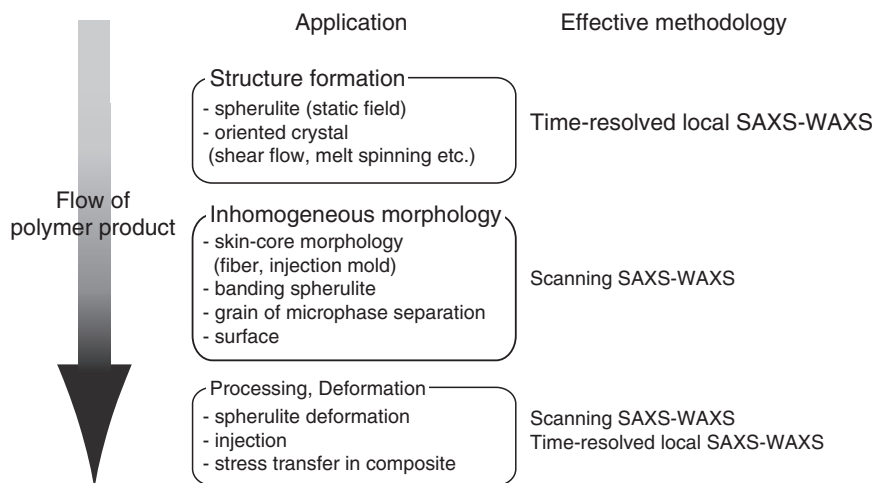 Application
Effective methodology
Structure formation
- spherulite (static field)
- oriented crystal
(shear flow, melt spinning etc.)
Time-resolved local SAXS-WAXS
Flow of
polymer product
Inhomogeneous morphology
- skin-core morphology
(fiber, injection mold)
- banding spherulite
- grain of microphase separation
- surface
Scanning SAXS-WAXS
Processing, Deformation
- spherulite deformation
- injection
- stress transfer in composite
Scanning SAXS-WAXS
Time-resolved local SAXS-WAXS